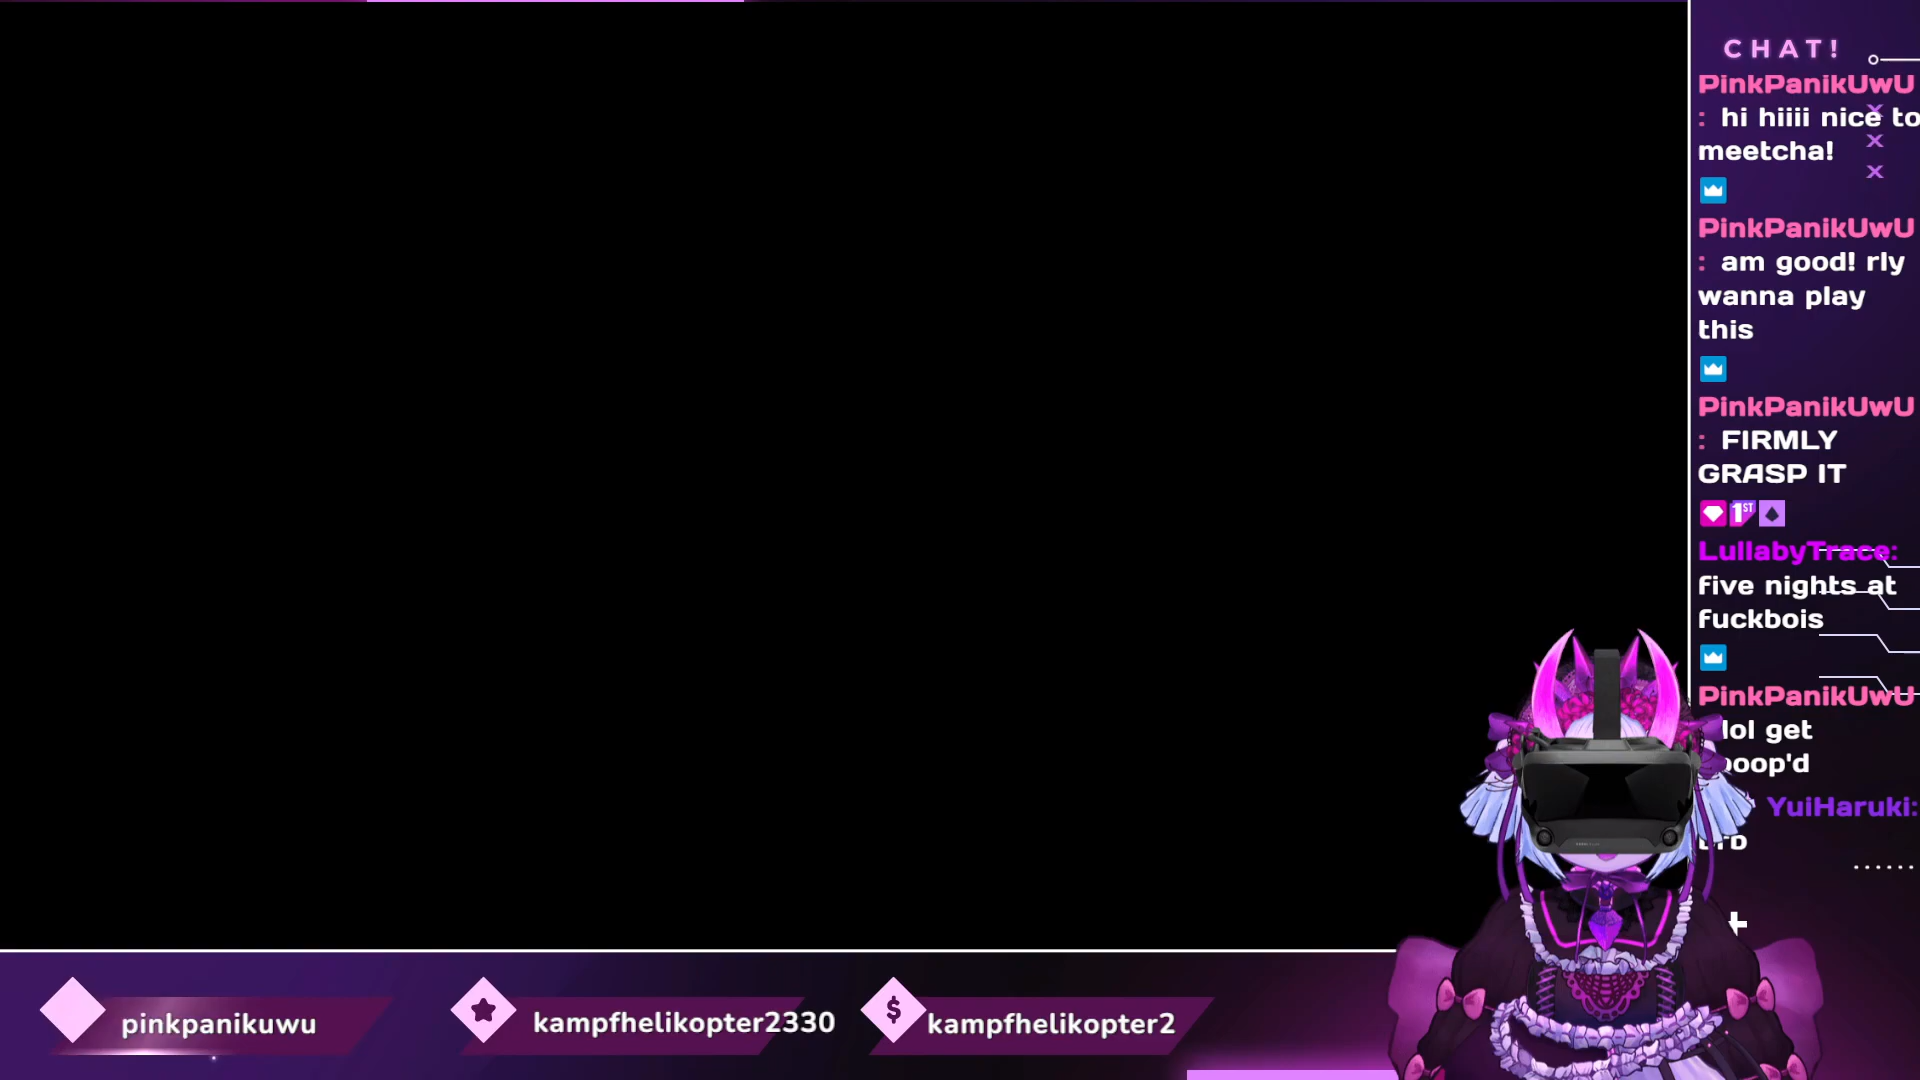 CHAT!
PinkPanikUwU
: hi hiiii nice to
meetcha!
PinkPanikUwU
: am good! rly
wanna play
this
PinkPanikUwU
: FIRMLY
GRASP IT
1ST
LullabyTrace:
five nights at
fuckbois
PinkPanikUwU
lol get
YuiHaruki:
pinkpanikuwu
kampfhelikopter2330
$
kampfhelikopter2